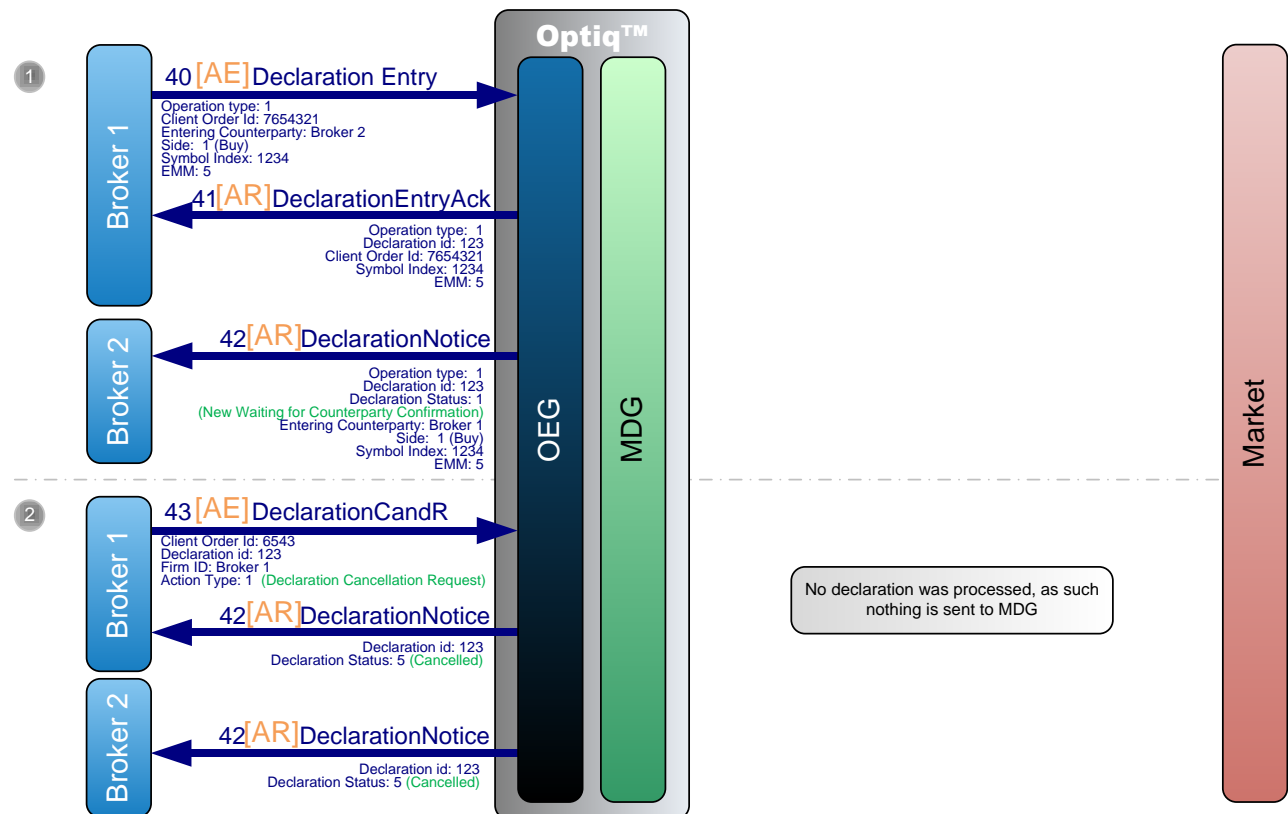 Optiq™
1
Broker 1
40 [AE] Declaration Entry
Operation type: 1
Client Order Id: 7654321
Entering Counterparty: Broker 2
Side: 1 (Buy)
Symbol Index: 1234
EMM: 5
41 [AR] DeclarationEntryAck
Operation type: 1
Declaration id: 123
Client Order Id: 7654321
Symbol Index: 1234
EMM: 5
Broker 2
42 [AR] DeclarationNotice
Operation type: 1
Declaration id: 123
Declaration Status: 1
(New Waiting for Counterparty Confirmation)
Entering Counterparty: Broker 1
Side: 1 (Buy)
Symbol Index: 1234
EMM: 5
OEG
MDG
Market
2
Broker 1
43 [AE] DeclarationCandR
Client Order Id: 6543
Declaration id: 123
Firm ID: Broker 1
Action Type: 1 (Declaration Cancellation Request)
42 [AR] DeclarationNotice
Declaration id: 123
Declaration Status: 5 (Cancelled)
Broker 2
42 [AR] DeclarationNotice
Declaration id: 123
Declaration Status: 5 (Cancelled)
No declaration was processed, as such
nothing is sent to MDG